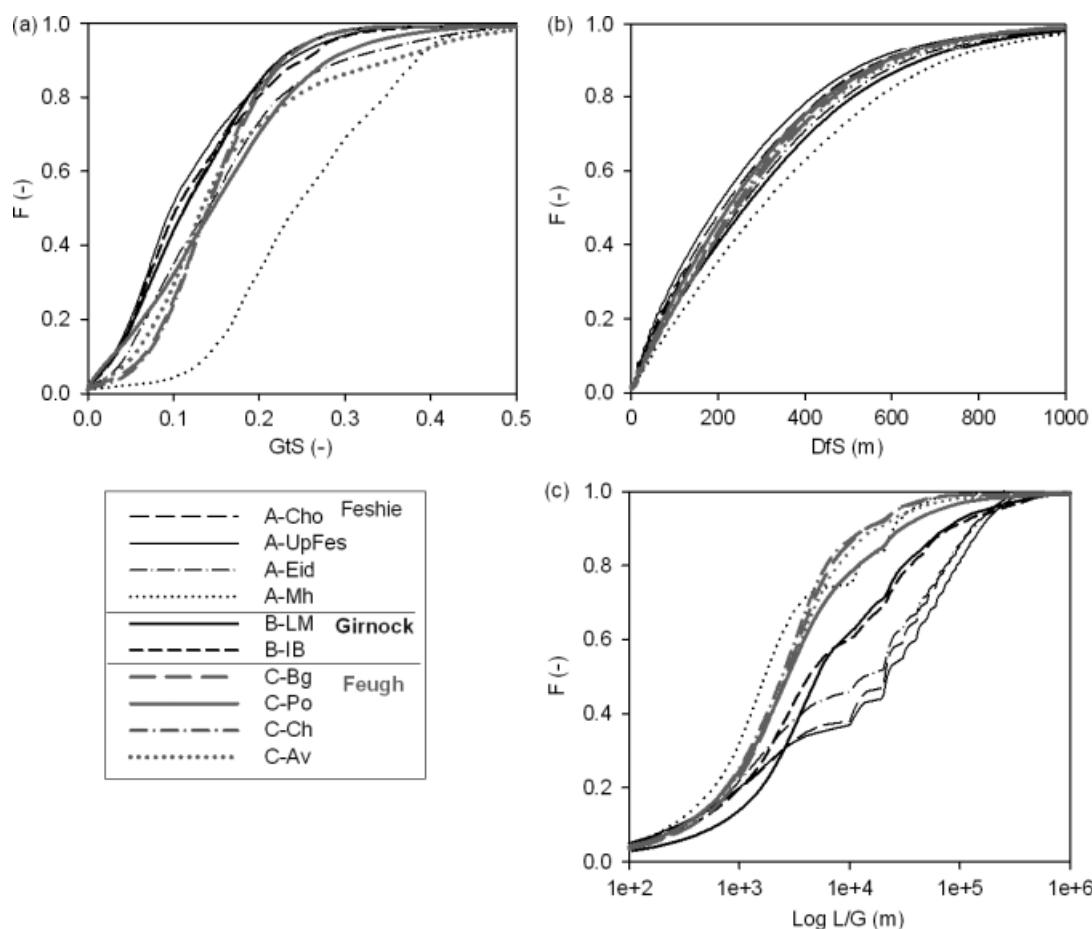 (a)
1.0
0.8
0.6
0.4
0.2
0.0
F (-)
0.0 0.1 0.2 0.3 0.4 0.5
GtS (-)
(b)
1.0
0.8
0.6
0.4
0.2
0.0
F (-)
0 200 400 600 800 1000
DfS (m)
A-Cho Feshie
A-UpFes
A-Eid
A-Mh
B-LM Girnock
B-IB
C-Bg Feugh
C-Po
C-Ch
C-Av
(c)
1.0
0.8
0.6
0.4
0.2
0.0
F (-)
1e+2 1e+3 1e+4 1e+5 1e+6
Log L/G (m)